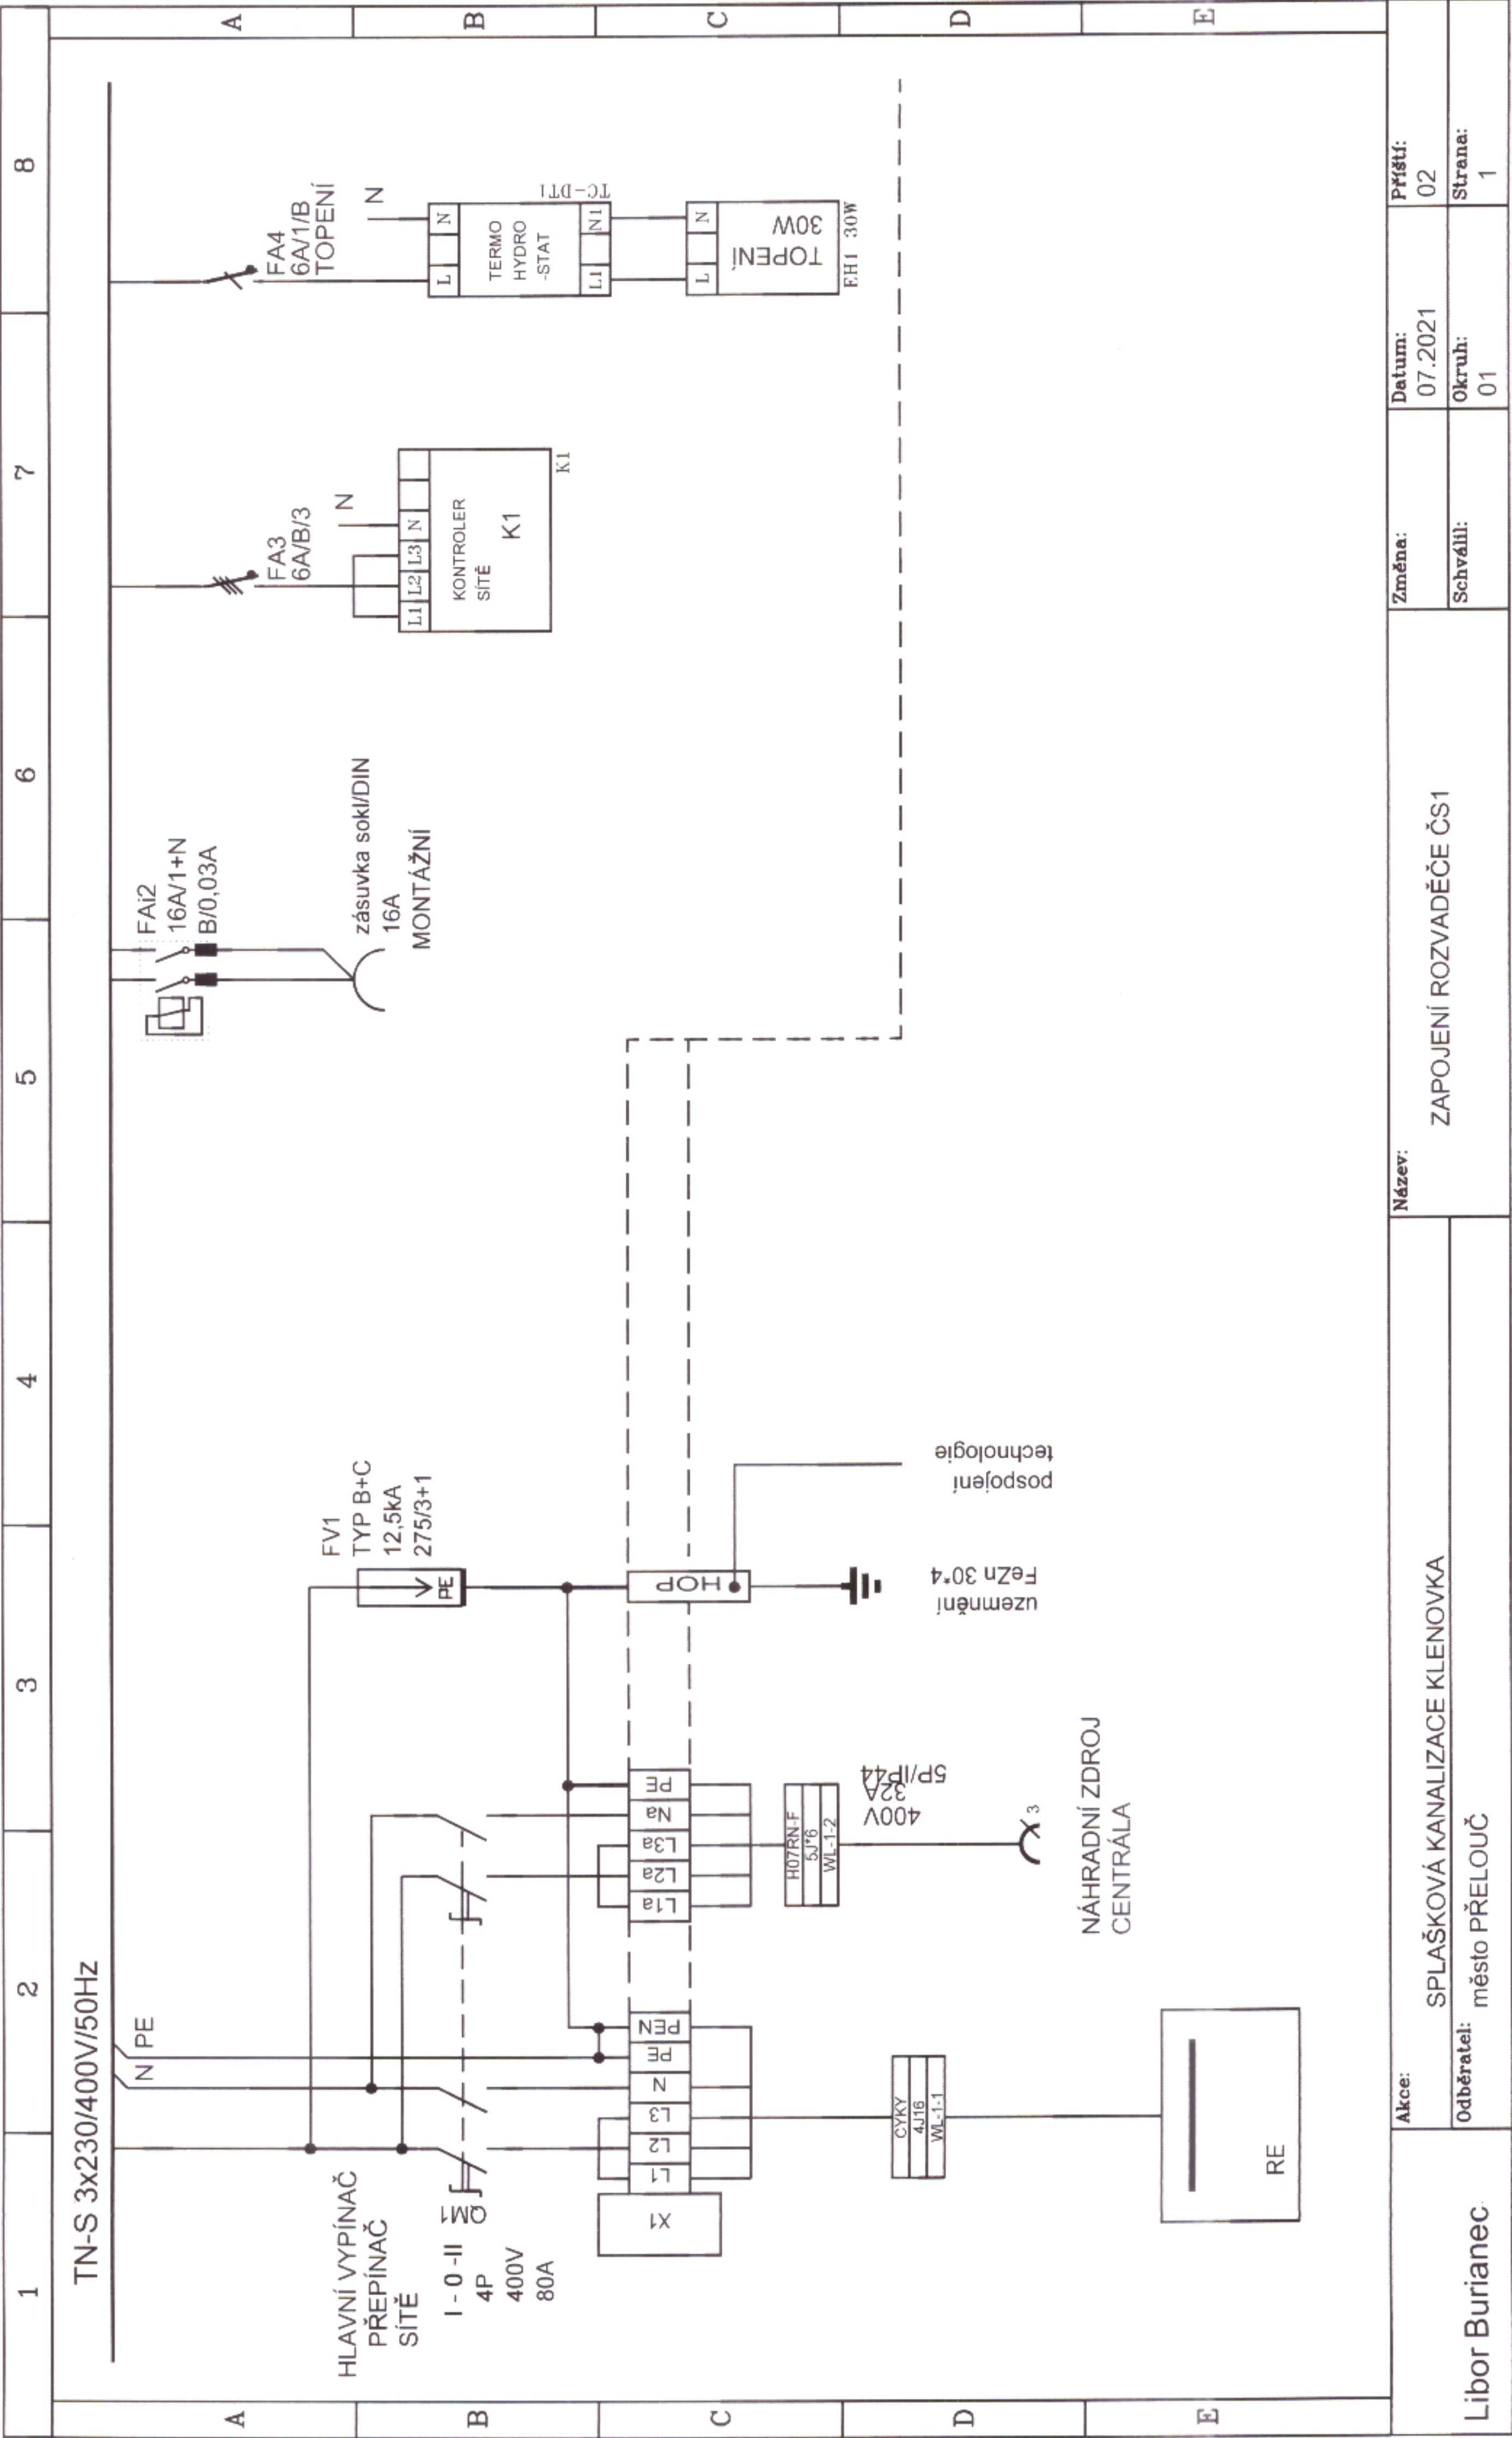 1 2 3 4 5 6 7 8
A
B
C
D
E
A
B
C
D
E
TN-S 3x230/400V/50Hz
N PE
HLAVNÍ VYPÍNAČ
PŘEPÍNAČ
SÍTĚ
I - 0 -II
4P
400V
80A
QM1
X1
L1 L2 L3 N PE PEN
L1a L2a L3a Na PE
CYKY
4J16
WL-1-1
RE
H07RN-F
5J*6
WL-1-2
400V
32A
5P/IP44
3
NÁHRADNÍ ZDROJ
CENTRÁLA
FV1
TYP B+C
12,5kA
275/3+1
PE
HOP
uzemnění
FeZn 30*4
pospojení
technologie
FAi2
16A/1+N
B/0,03A
zásuvka sokl/DIN
16A
MONTÁŽNÍ
FA3
6A/B/3
N
L1 L2 L3 N
KONTROLER
SÍTĚ
K1
K1
FA4
6A/1/B
TOPENÍ
N
L N
TERMO
HYDRO
-STAT
L1 N1
TC-DT1
L N
TOPENÍ
30W
EH1 30W
Libor Burianec
Akce:
SPLAŠKOVÁ KANALIZACE KLENOVKA
Odběratel: město PŘELOUČ
Název:
ZAPOJENÍ ROZVADĚČE ČS1
Změna:
Schválil:
Datum:
07.2021
Okruh:
01
Příští:
02
Strana:
1